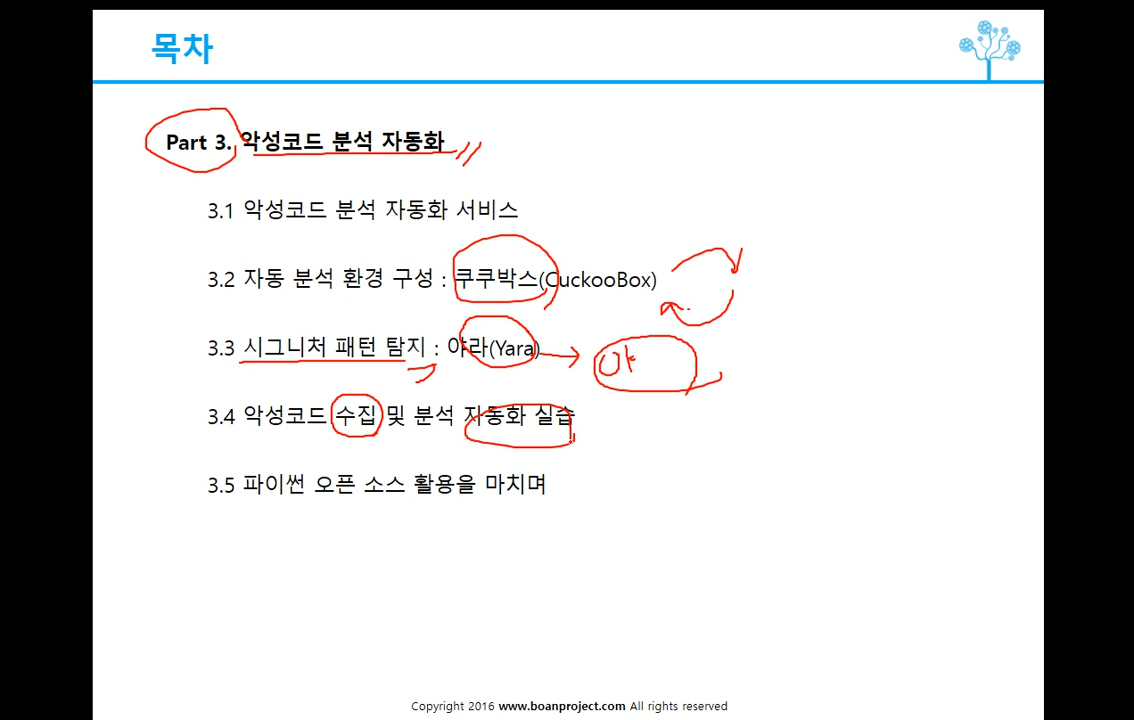 목차
Part 3. 악성코드 분석 자동화
3.1 악성코드 분석 자동화 서비스
3.2 자동 분석 환경 구성 : 쿠쿠박스(CuckooBox)
3.3 시그니처 패턴 탐지 : 야라(Yara)
3.4 악성코드 수집 및 분석 자동화 실습
3.5 파이썬 오픈 소스 활용을 마치며
Copyright 2016 www.boanproject.com All rights reserved